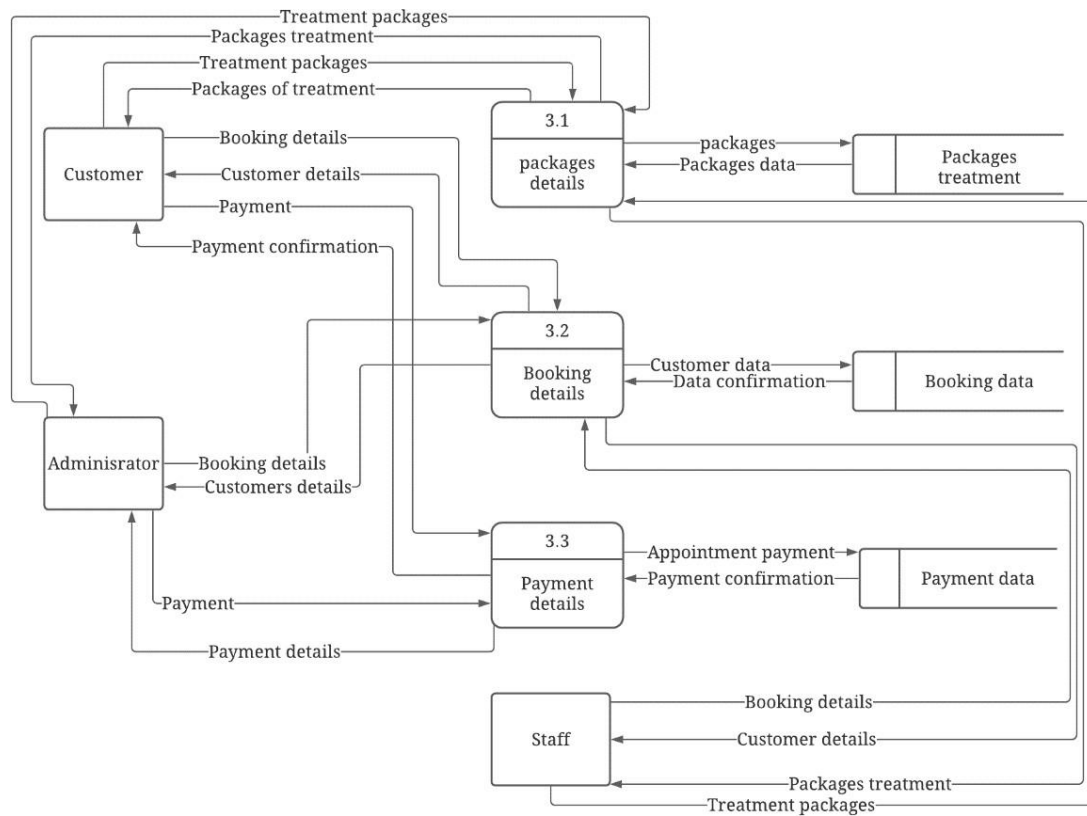 Treatment packages
Packages treatment
Treatment packages
Packages of treatment
3.1
packages
details
Booking details
packages
Packages
treatment
Customer
Customer details
Packages data
Payment
Payment confirmation
3.2
Booking
details
Customer data
Data confirmation
Booking data
Adminisrator
Booking details
Customers details
3.3
Payment
details
Appointment payment
Payment confirmation
Payment data
Payment
Payment details
Staff
Booking details
Customer details
Packages treatment
Treatment packages